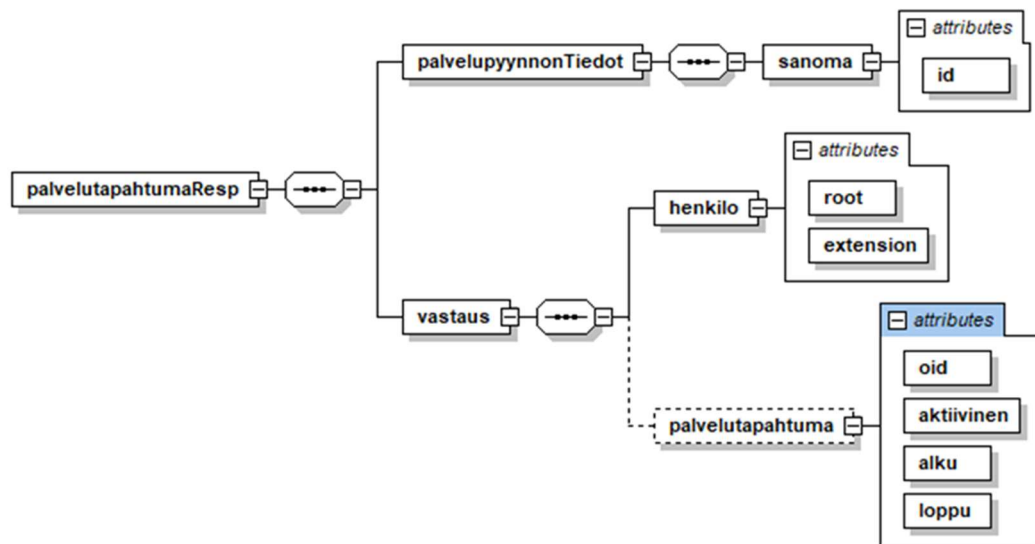 attributes
palvelupyynnonTiedot
sanoma
id
attributes
palvelutapahtumaResp
henkilo
root
extension
vastaus
attributes
oid
aktiivinen
palvelutapahtuma
alku
loppu